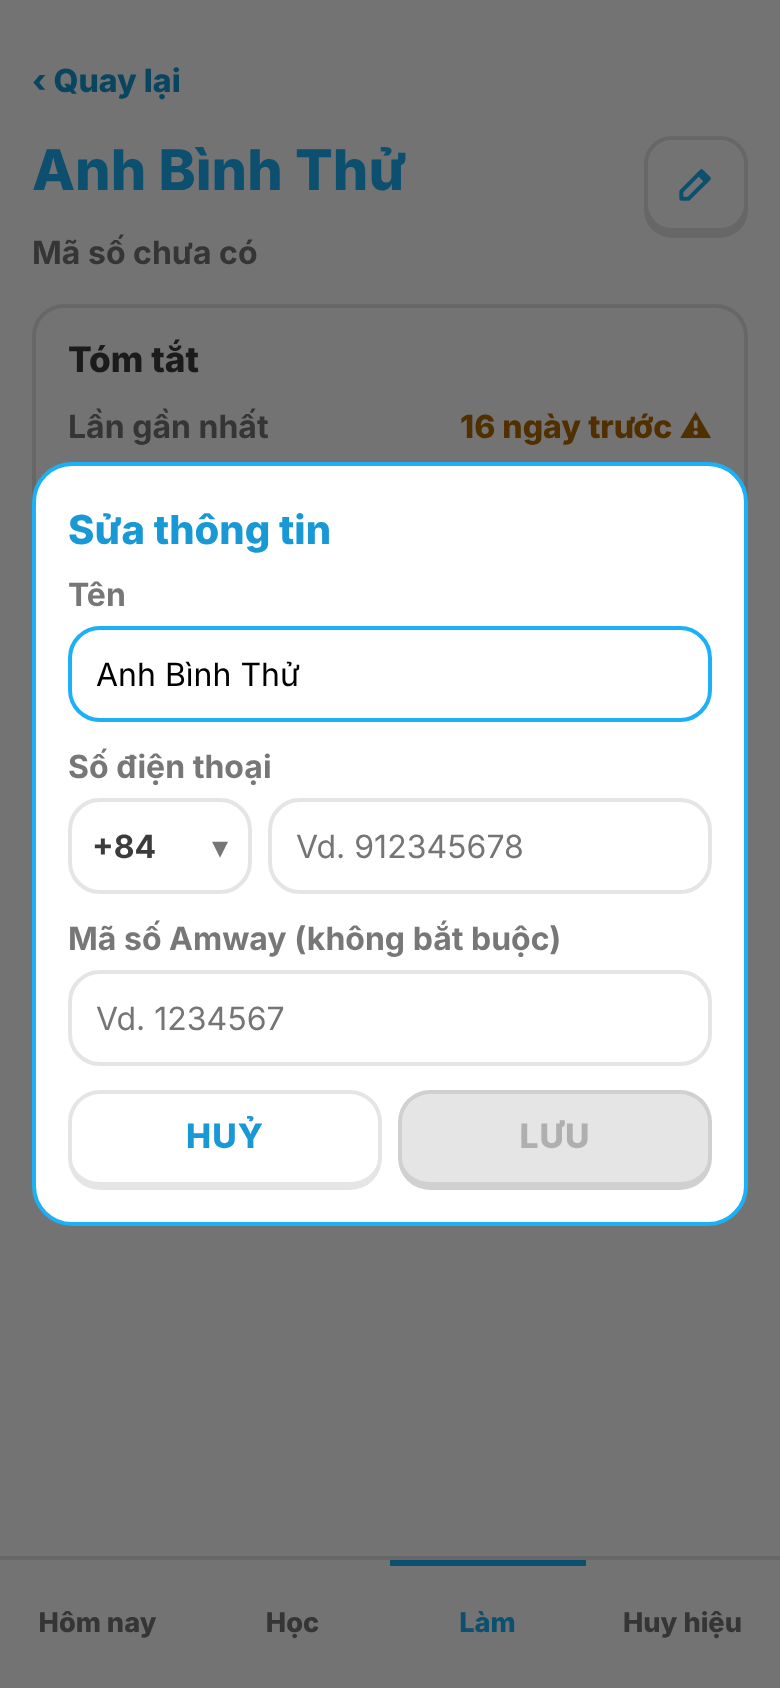 ‹ Quay lại
Anh Bình Thử
Mã số chưa có
Tóm tắt
Lần gần nhất 16 ngày trước ⚠
Sửa thông tin
Tên
Anh Bình Thử
Số điện thoại
+84 ▼ Vd. 912345678
Mã số Amway (không bắt buộc)
Vd. 1234567
HUỶ LƯU
Hôm nay Học Làm Huy hiệu